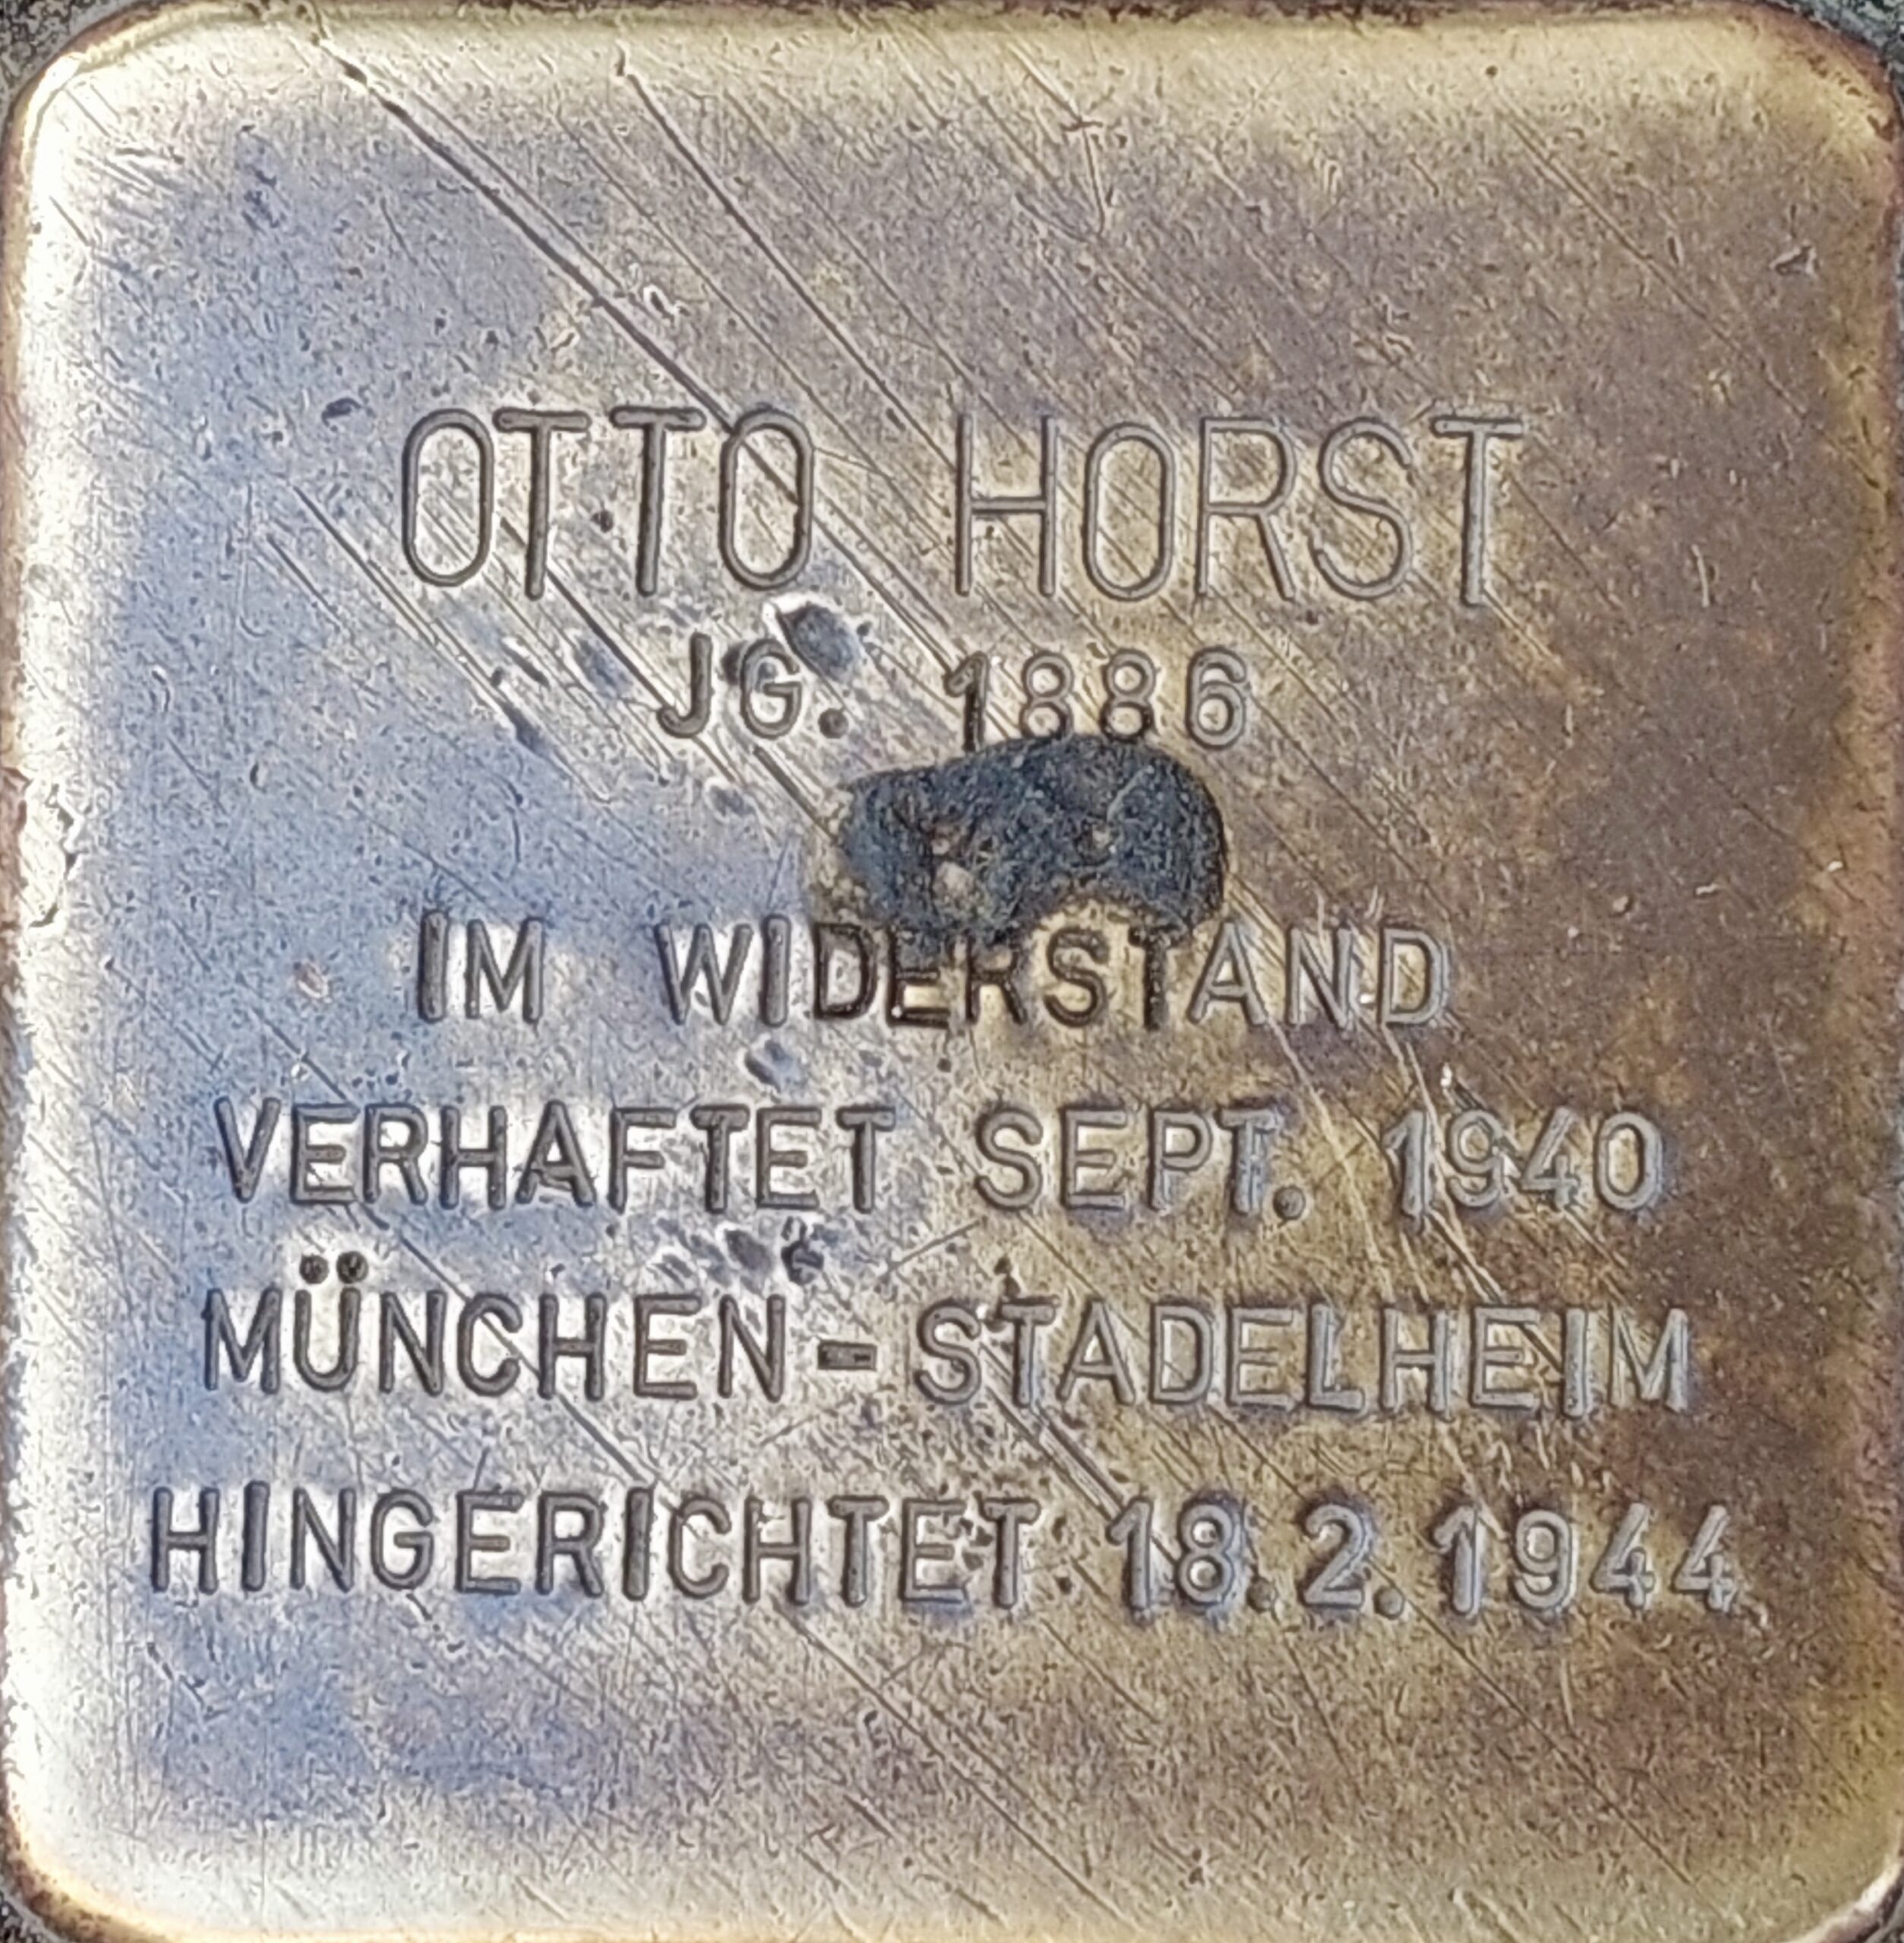 OTTO HORST
JG. 1886
IM WIDERSTAND
VERHAFTET SEPT. 1940
MÜNCHEN-STADELHEIM
HINGERICHTET 18.2.1944